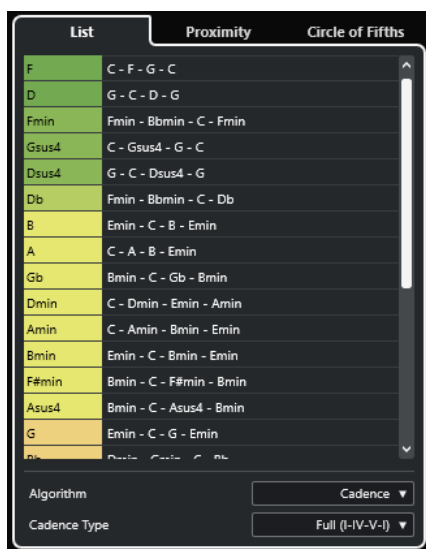 List Proximity Circle of Fifths
F C - F - G - C
D G - C - D - G
Fmin Fmin - Bbmin - C - Fmin
Gsus4 C - Gsus4 - G - C
Dsus4 G - C - Dsus4 - G
Db Fmin - Bbmin - C - Db
B Emin - C - B - Emin
A C - A - B - Emin
Gb Bmin - C - Gb - Bmin
Dmin C - Dmin - Emin - Amin
Amin C - Amin - Bmin - Emin
Bmin Emin - C - Bmin - Emin
F#min Bmin - C - F#min - Bmin
Asus4 Bmin - C - Asus4 - Bmin
G Emin - C - G - Emin
Algorithm Cadence
Cadence Type Full (I-IV-V-I)